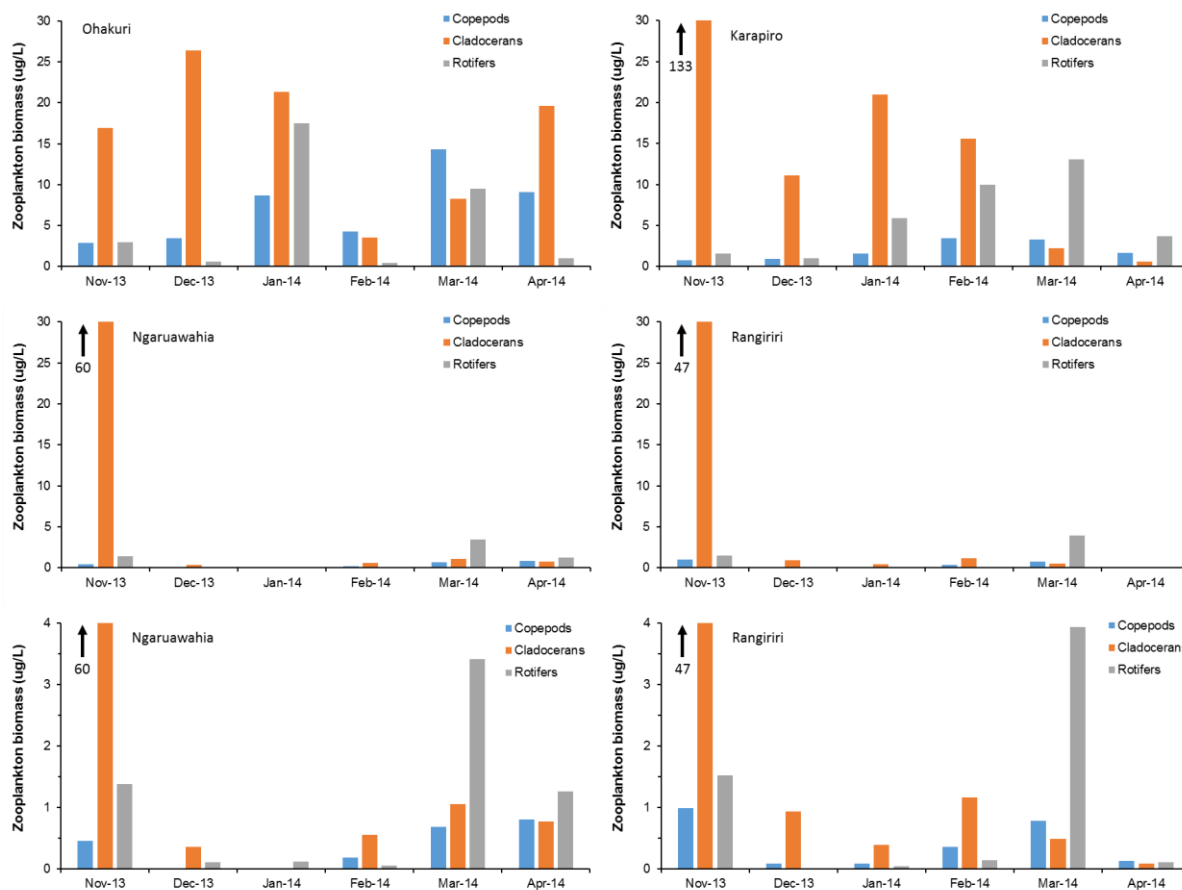 Ohakuri
Copepods
Cladocerans
Rotifers
Zooplankton biomass (ug/L)
30
25
20
15
10
5
0
Nov-13 Dec-13 Jan-14 Feb-14 Mar-14 Apr-14
Karapiro
133
Copepods
Cladocerans
Rotifers
Zooplankton biomass (ug/L)
30
25
20
15
10
5
0
Nov-13 Dec-13 Jan-14 Feb-14 Mar-14 Apr-14
Ngaruawahia
60
Copepods
Cladocerans
Rotifers
Zooplankton biomass (ug/L)
30
25
20
15
10
5
0
Nov-13 Dec-13 Jan-14 Feb-14 Mar-14 Apr-14
Rangiriri
47
Copepods
Cladocerans
Rotifers
Zooplankton biomass (ug/L)
30
25
20
15
10
5
0
Nov-13 Dec-13 Jan-14 Feb-14 Mar-14 Apr-14
Ngaruawahia
60
Copepods
Cladocerans
Rotifers
Zooplankton biomass (ug/L)
4
3
2
1
0
Nov-13 Dec-13 Jan-14 Feb-14 Mar-14 Apr-14
Rangiriri
47
Copepods
Cladocerans
Rotifers
Zooplankton biomass (ug/L)
4
3
2
1
0
Nov-13 Dec-13 Jan-14 Feb-14 Mar-14 Apr-14